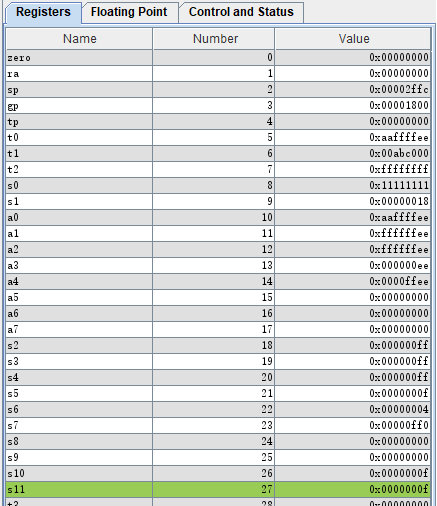 Registers Floating Point Control and Status
Name Number Value
zero 0 0x00000000
ra 1 0x00000000
sp 2 0x00002ffc
gp 3 0x00001800
tp 4 0x00000000
t0 5 0xaaffffee
t1 6 0x00abc000
t2 7 0xffffffff
s0 8 0x11111111
s1 9 0x00000018
a0 10 0xaaffffee
a1 11 0xffffffee
a2 12 0xffffffee
a3 13 0x000000ee
a4 14 0x0000ffee
a5 15 0x00000000
a6 16 0x00000000
a7 17 0x00000000
s2 18 0x000000ff
s3 19 0x000000ff
s4 20 0x000000ff
s5 21 0x0000000f
s6 22 0x00000004
s7 23 0x00000ff0
s8 24 0x00000000
s9 25 0x00000000
s10 26 0x0000000f
s11 27 0x0000000f
t3 28 0x00000000